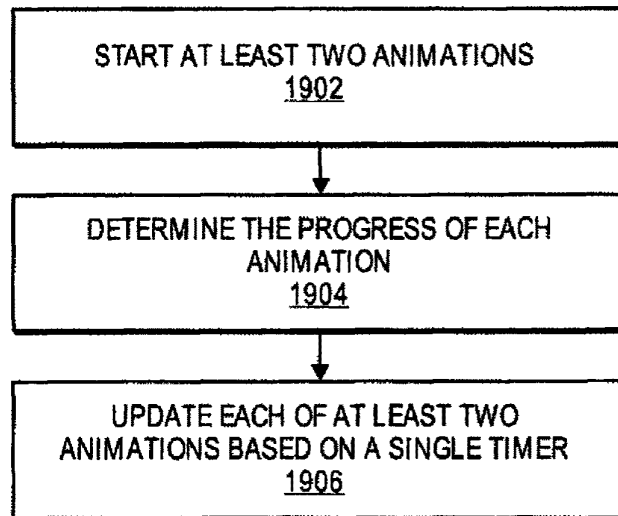 START AT LEAST TWO ANIMATIONS
1902
DETERMINE THE PROGRESS OF EACH
ANIMATION
1904
UPDATE EACH OF AT LEAST TWO
ANIMATIONS BASED ON A SINGLE TIMER
1906